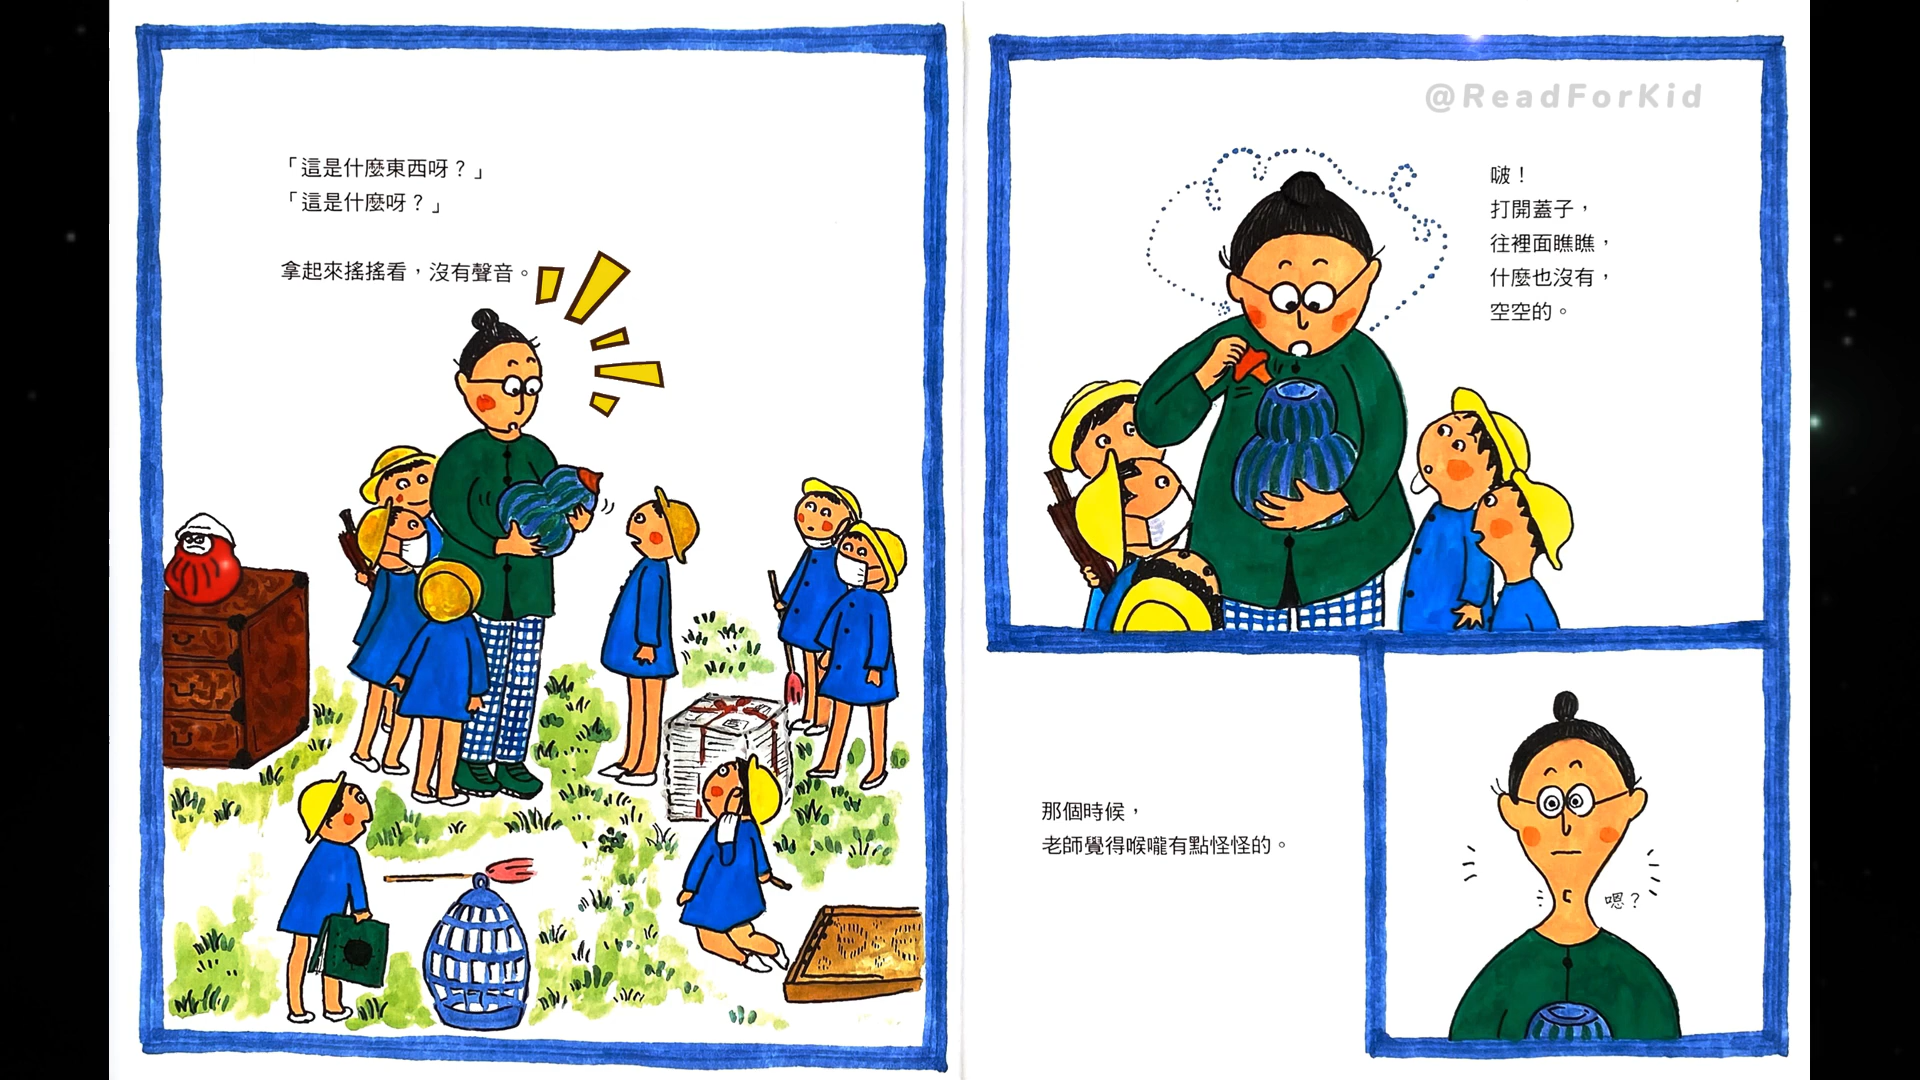 「這是什麼東西呀？」
「這是什麼呀？」
拿起來搖搖看，沒有聲音。
@ReadForKid
啵！
打開蓋子，
往裡面瞧瞧，
什麼也沒有，
空空的。
那個時候，
老師覺得喉嚨有點怪怪的。
嗯？